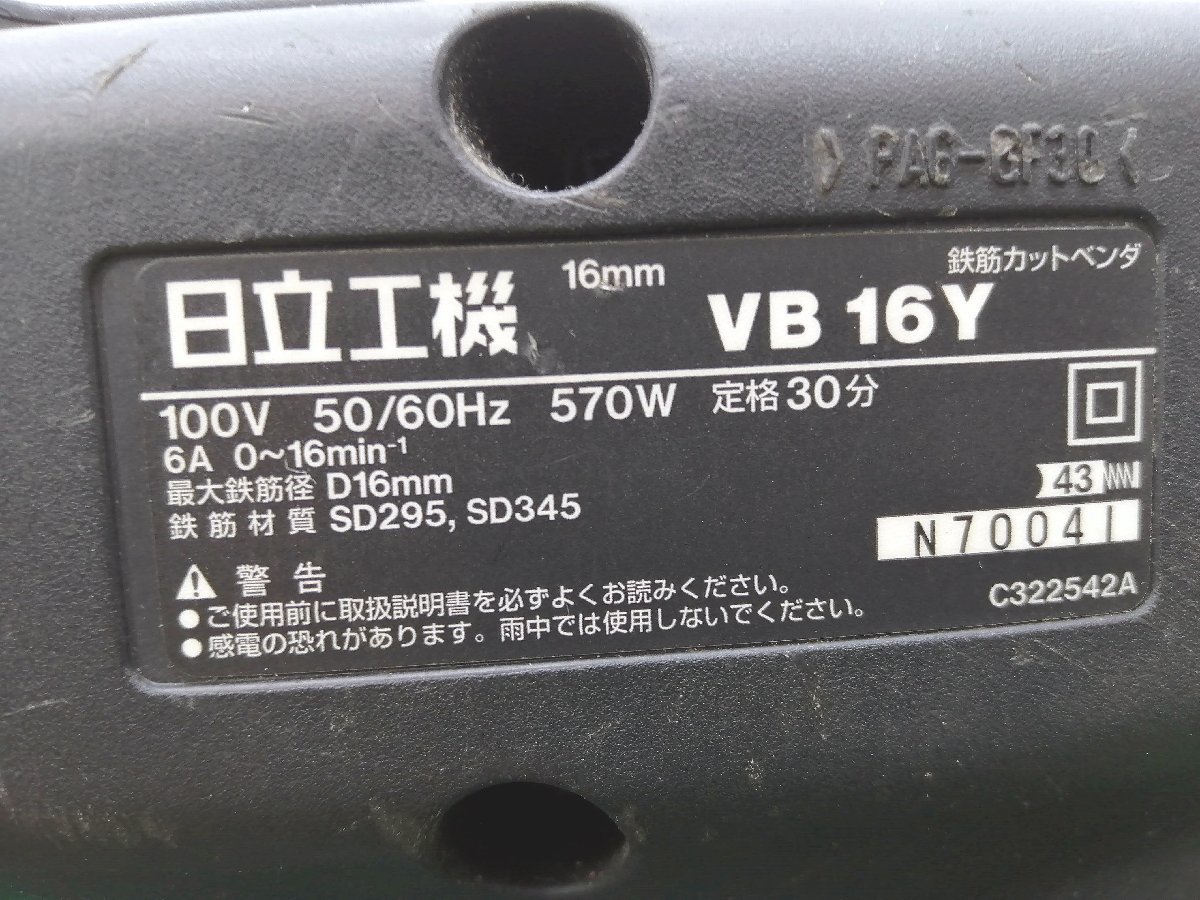 >PA6-GF30<
日立工機 16mm VB 16Y 鉄筋カットベンダ
100V 50/60Hz 570W 定格30分
6A 0~16min⁻¹
最大鉄筋径 D16mm
鉄筋材質 SD295, SD345
43
N70041
C322542A
警告
●ご使用前に取扱説明書を必ずよくお読みください。
●感電の恐れがあります。雨中では使用しないでください。